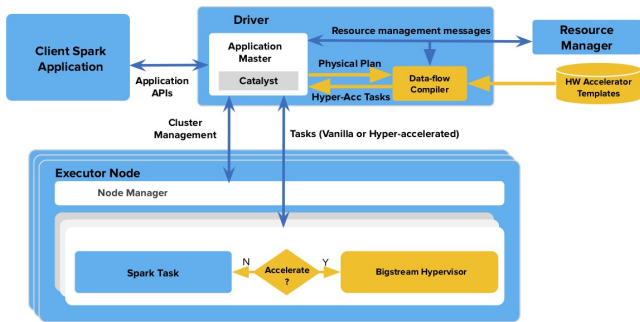 Driver
Client Spark
Application
Application
APIs
Application
Master
Catalyst
Resource management messages
Physical Plan
Hyper-Acc Tasks
Data-flow
Compiler
Resource
Manager
HW Accelerator
Templates
Cluster
Management
Tasks (Vanilla or Hyper-accelerated)
Executor Node
Node Manager
Spark Task
N
Accelerate
?
Y
Bigstream Hypervisor